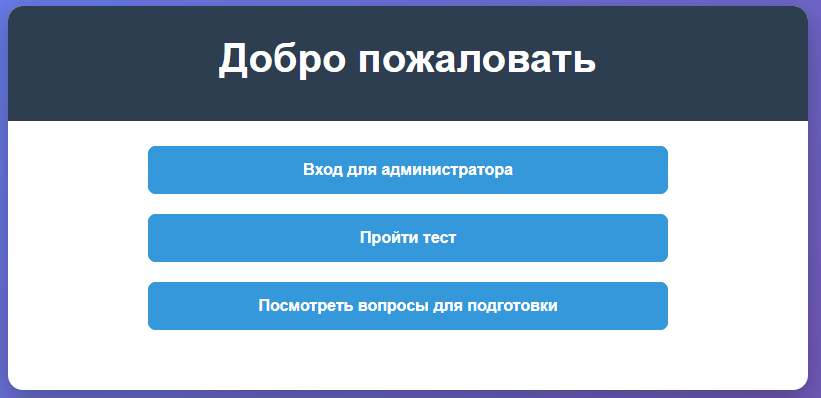 Добро пожаловать
Вход для администратора
Пройти тест
Посмотреть вопросы для подготовки